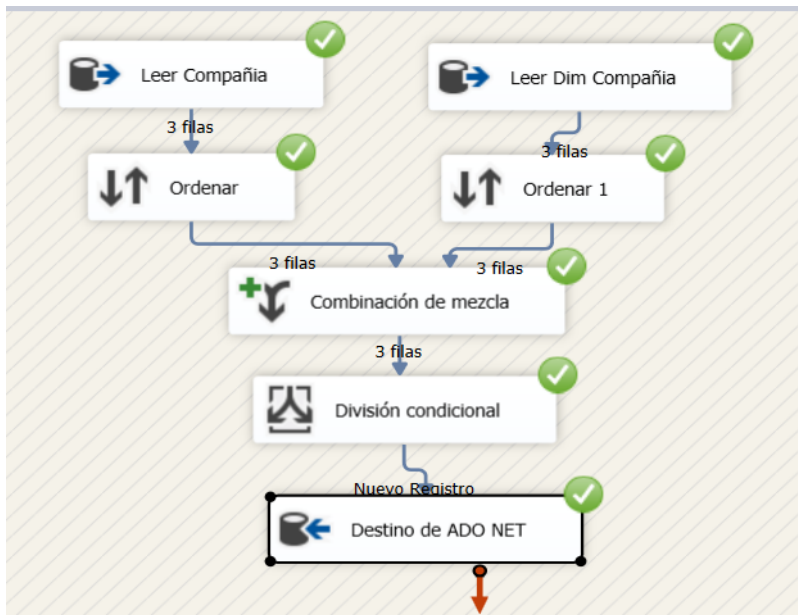 Leer Compañia
Leer Dim Compañia
3 filas
3 filas
Ordenar
Ordenar 1
3 filas
3 filas
Combinación de mezcla
3 filas
División condicional
Nuevo Registro
Destino de ADO NET